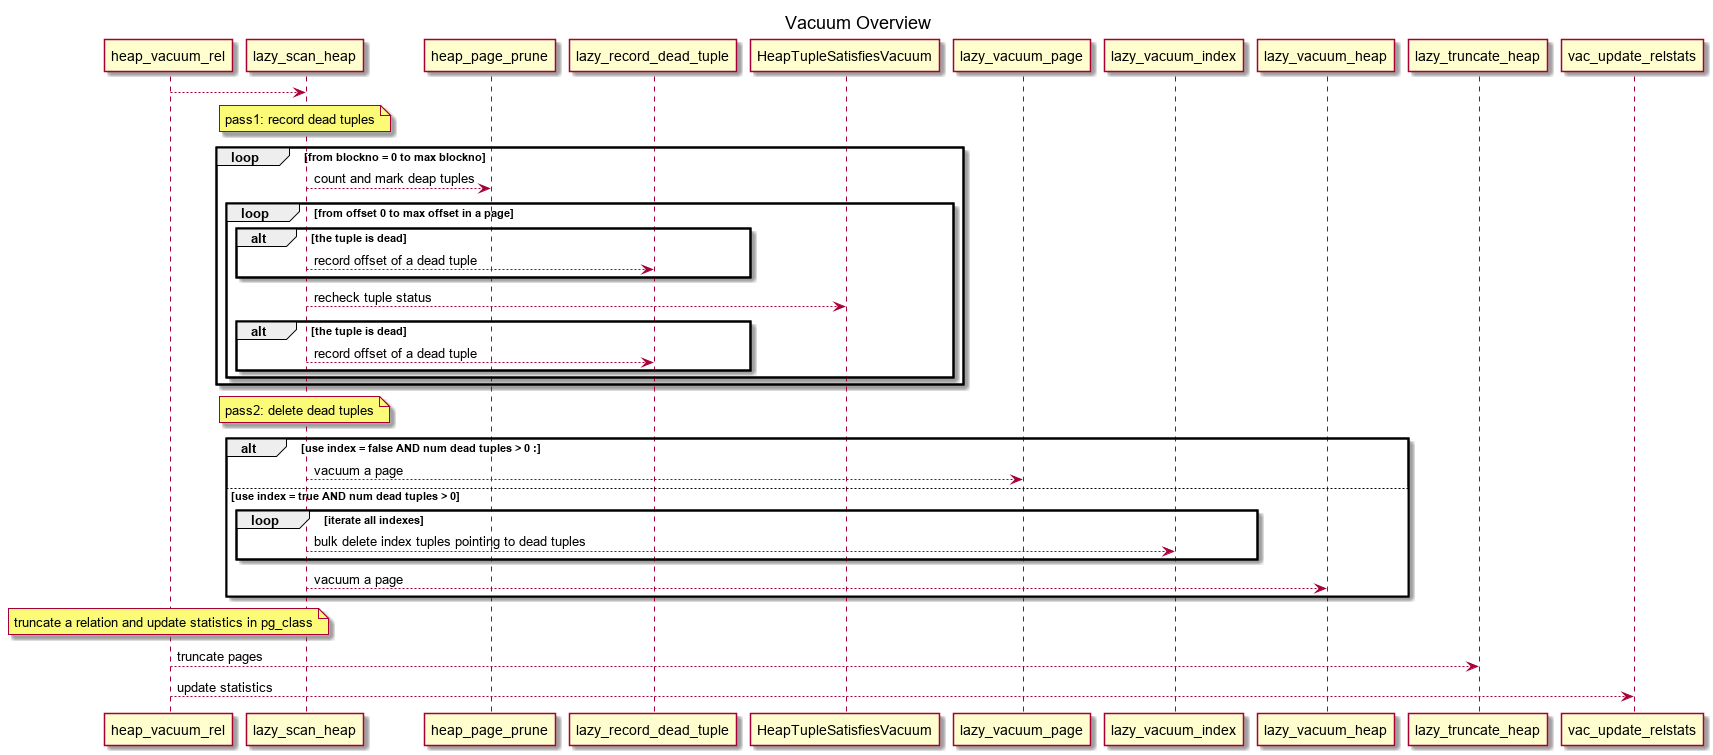 Vacuum Overview
heap_vacuum_rel lazy_scan_heap heap_page_prune lazy_record_dead_tuple HeapTupleSatisfiesVacuum lazy_vacuum_page lazy_vacuum_index lazy_vacuum_heap lazy_truncate_heap vac_update_relstats
pass1: record dead tuples
loop [from blockno = 0 to max blockno]
count and mark deap tuples
loop [from offset 0 to max offset in a page]
alt [the tuple is dead]
record offset of a dead tuple
recheck tuple status
alt [the tuple is dead]
record offset of a dead tuple
pass2: delete dead tuples
alt [use index = false AND num dead tuples > 0 :]
vacuum a page
[use index = true AND num dead tuples > 0]
loop [iterate all indexes]
bulk delete index tuples pointing to dead tuples
vacuum a page
truncate a relation and update statistics in pg_class
truncate pages
update statistics
heap_vacuum_rel lazy_scan_heap heap_page_prune lazy_record_dead_tuple HeapTupleSatisfiesVacuum lazy_vacuum_page lazy_vacuum_index lazy_vacuum_heap lazy_truncate_heap vac_update_relstats